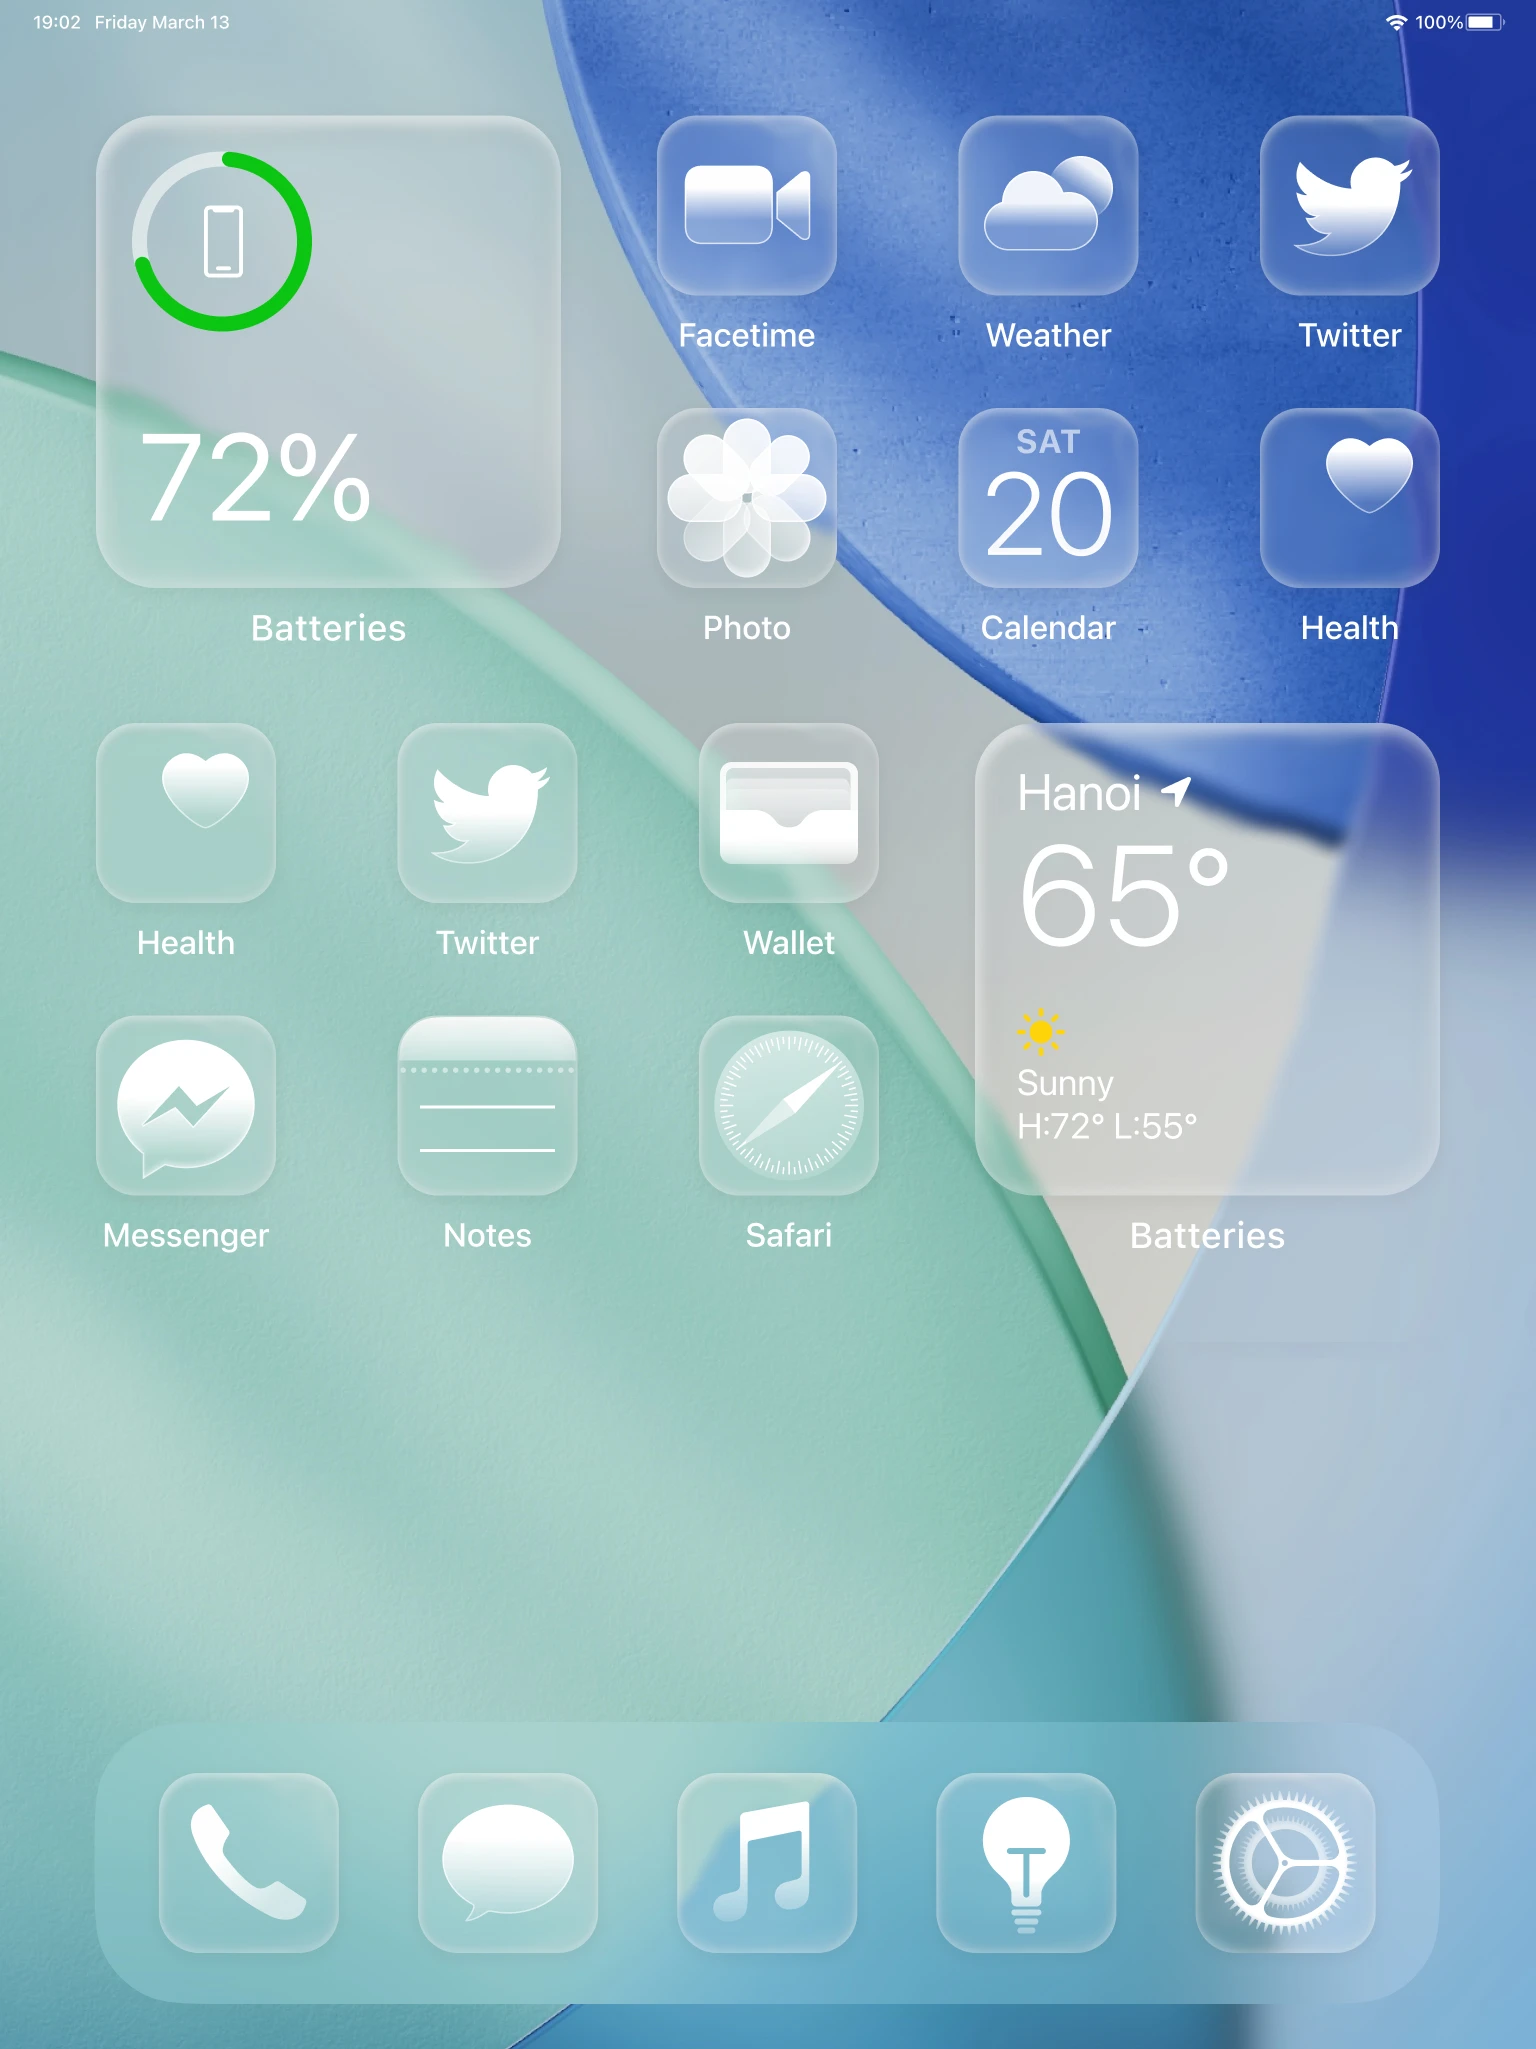 19:02 Friday March 13
100%
72%
Batteries
Facetime
Weather
Twitter
Photo
SAT
20
Calendar
Health
Health
Twitter
Wallet
Hanoi
65°
Sunny
H:72° L:55°
Batteries
Messenger
Notes
Safari